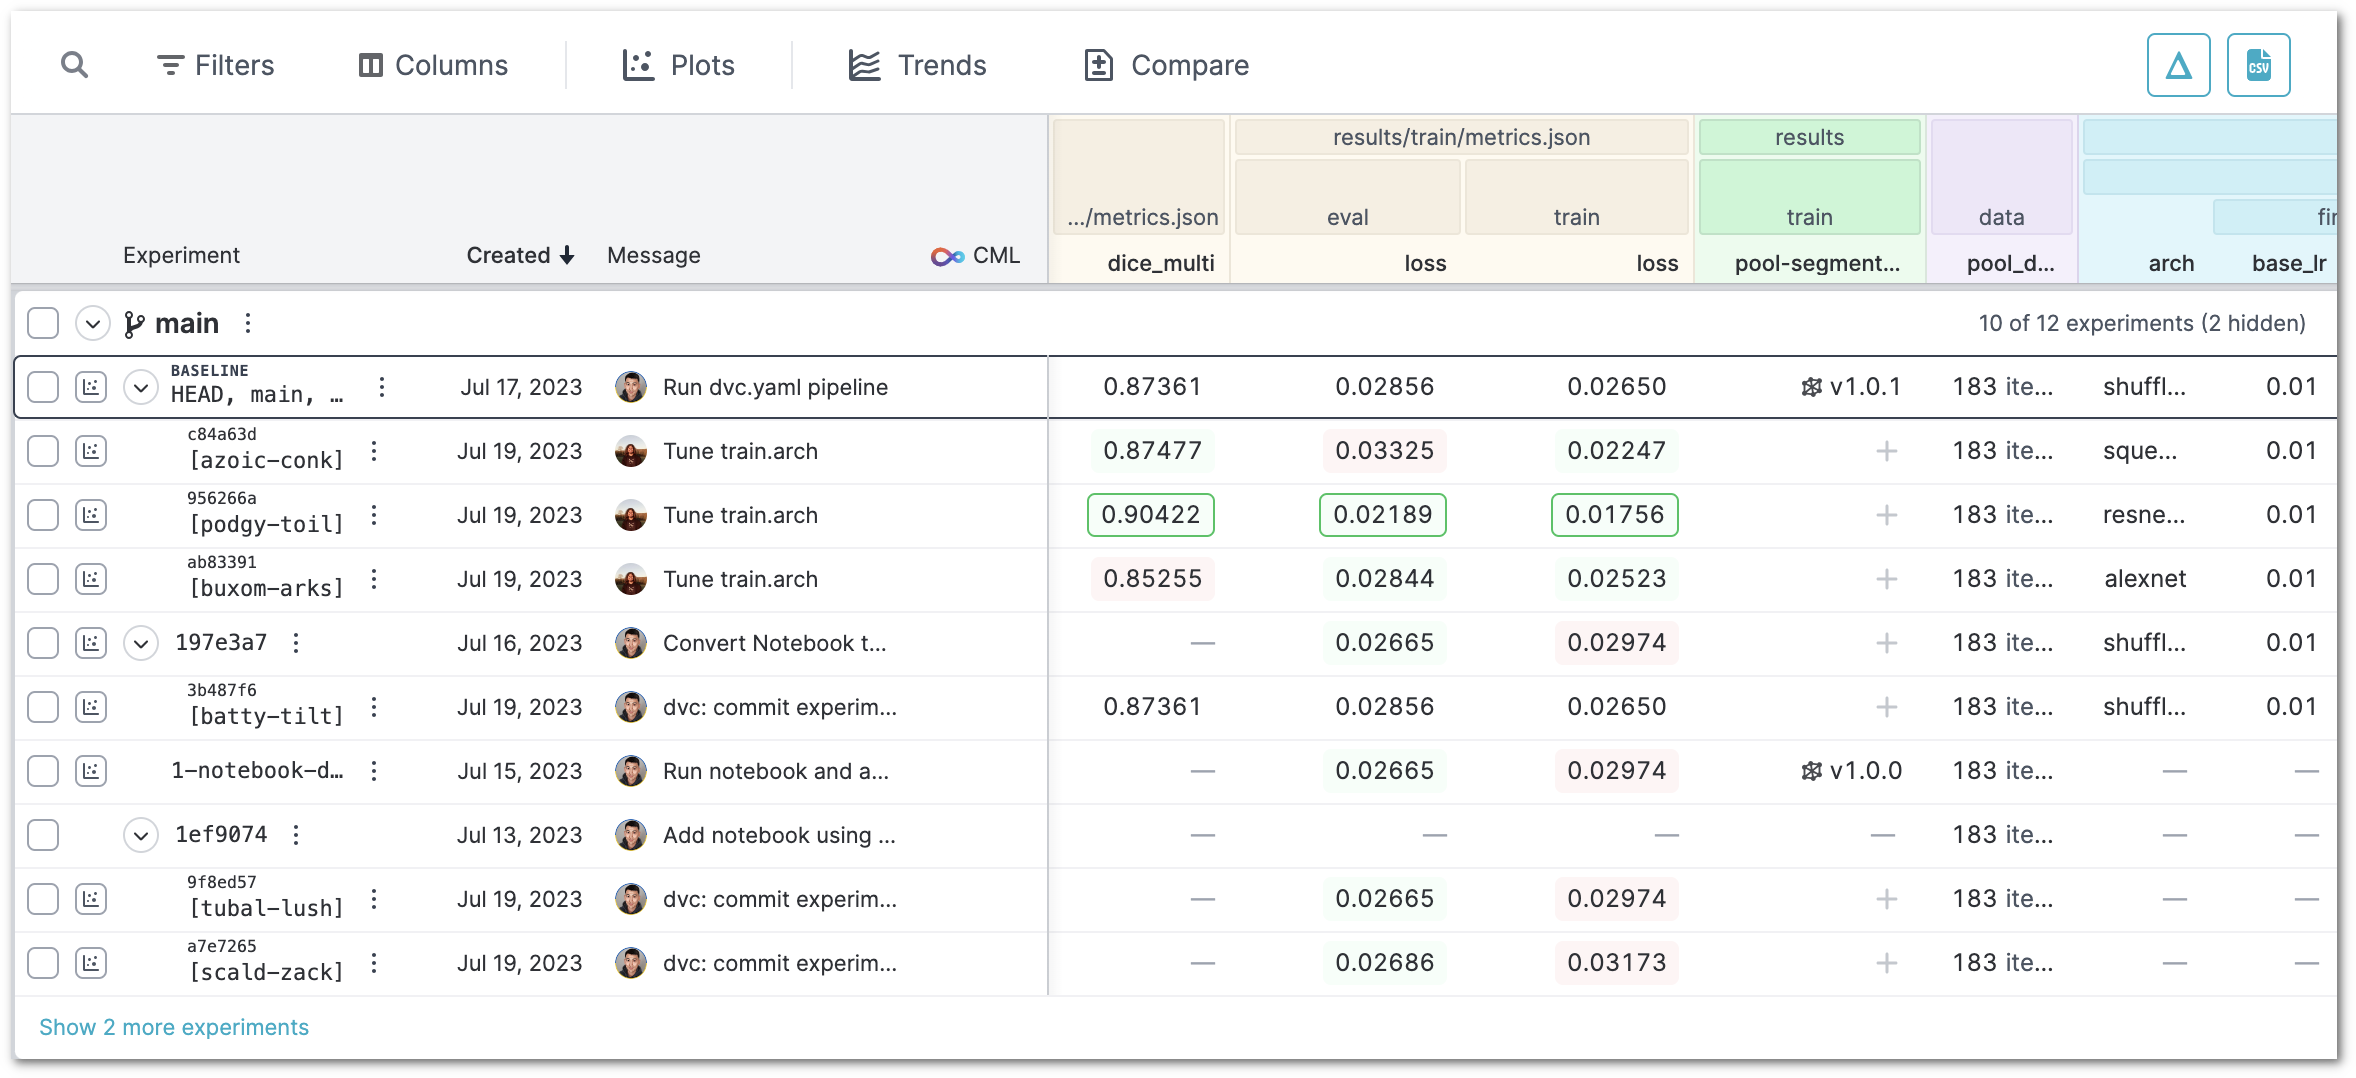 Filters Columns Plots Trends Compare CSV
results/train/metrics.json results
.../metrics.json eval train train data
Experiment Created Message CML dice_multi loss loss pool-segment... pool_d... arch base_lr
main 10 of 12 experiments (2 hidden)
BASELINE
HEAD, main, … Jul 17, 2023 Run dvc.yaml pipeline 0.87361 0.02856 0.02650 v1.0.1 183 ite... shuffl... 0.01
c84a63d
[azoic-conk] Jul 19, 2023 Tune train.arch 0.87477 0.03325 0.02247 + 183 ite... sque... 0.01
956266a
[podgy-toil] Jul 19, 2023 Tune train.arch 0.90422 0.02189 0.01756 + 183 ite... resne... 0.01
ab83391
[buxom-arks] Jul 19, 2023 Tune train.arch 0.85255 0.02844 0.02523 + 183 ite... alexnet 0.01
197e3a7 Jul 16, 2023 Convert Notebook t... — 0.02665 0.02974 + 183 ite... shuffl... 0.01
3b487f6
[batty-tilt] Jul 19, 2023 dvc: commit experim... 0.87361 0.02856 0.02650 + 183 ite... shuffl... 0.01
1-notebook-d… Jul 15, 2023 Run notebook and a... — 0.02665 0.02974 v1.0.0 183 ite... — —
1ef9074 Jul 13, 2023 Add notebook using ... — — — — 183 ite... — —
9f8ed57
[tubal-lush] Jul 19, 2023 dvc: commit experim... — 0.02665 0.02974 + 183 ite... — —
a7e7265
[scald-zack] Jul 19, 2023 dvc: commit experim... — 0.02686 0.03173 + 183 ite... — —
Show 2 more experiments